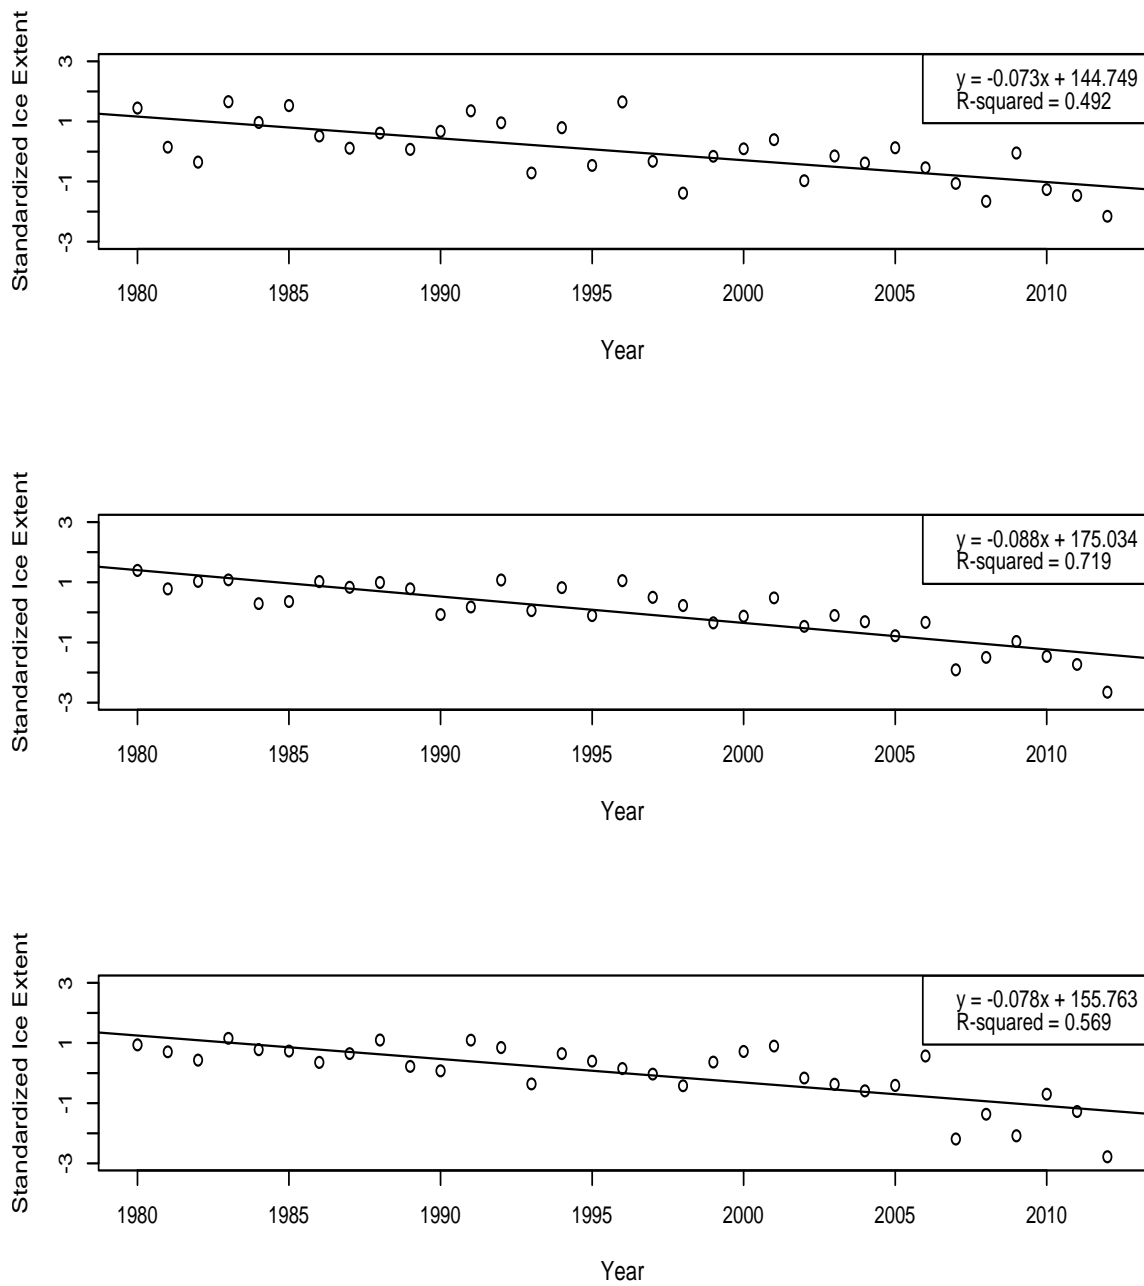 Standardized Ice Extent
3
1
-1
-3
y = -0.073x + 144.749
R-squared = 0.492
1980 1985 1990 1995 2000 2005 2010
Year
Standardized Ice Extent
3
1
-1
-3
y = -0.088x + 175.034
R-squared = 0.719
1980 1985 1990 1995 2000 2005 2010
Year
Standardized Ice Extent
3
1
-1
-3
y = -0.078x + 155.763
R-squared = 0.569
1980 1985 1990 1995 2000 2005 2010
Year